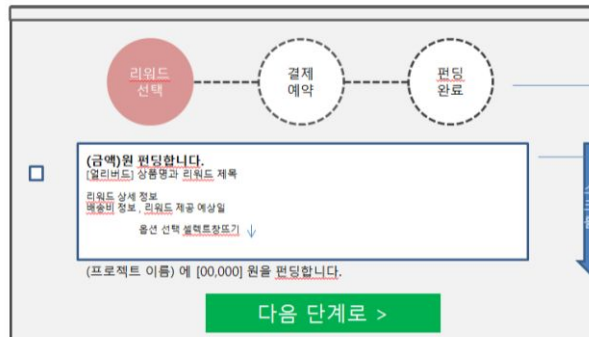 리워드
선택
결제
예약
펀딩
완료
(금액)원 펀딩합니다.
[얼리버드] 상품명과 리워드 제목
리워드 상세 정보
배송비 정보 , 리워드 제공 예상일
옵션 선택 셀렉트창뜨기 ↓
(프로젝트 이름) 에 [00,000] 원을 펀딩합니다.
다음 단계로 >